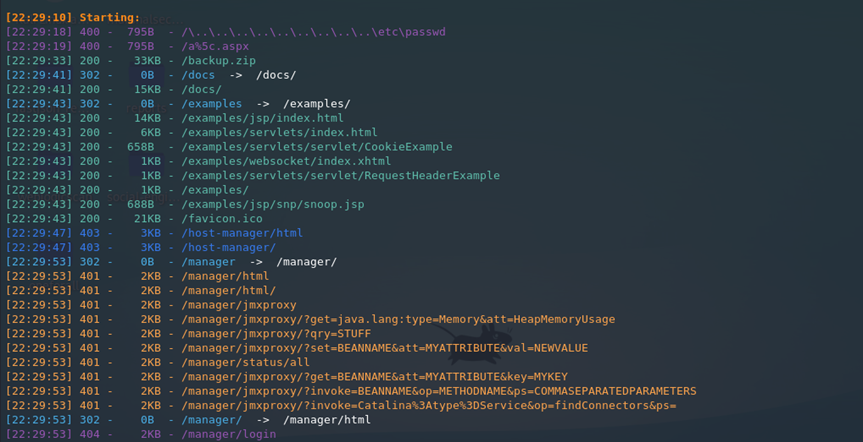 [22:29:10] Starting:
[22:29:18] 400 -  795B  - /\..\..\..\..\..\..\..\..\..\etc\passwd
[22:29:19] 400 -  795B  - /a%5c.aspx
[22:29:33] 200 -   33KB - /backup.zip
[22:29:41] 302 -    0B  - /docs  ->  /docs/
[22:29:41] 200 -   15KB - /docs/
[22:29:43] 302 -    0B  - /examples  ->  /examples/
[22:29:43] 200 -   14KB - /examples/jsp/index.html
[22:29:43] 200 -    6KB - /examples/servlets/index.html
[22:29:43] 200 -  658B  - /examples/servlets/servlet/CookieExample
[22:29:43] 200 -    1KB - /examples/websocket/index.xhtml
[22:29:43] 200 -    1KB - /examples/servlets/servlet/RequestHeaderExample
[22:29:43] 200 -    1KB - /examples/
[22:29:43] 200 -  688B  - /examples/jsp/snp/snoop.jsp
[22:29:43] 200 -   21KB - /favicon.ico
[22:29:47] 403 -    3KB - /host-manager/html
[22:29:47] 403 -    3KB - /host-manager/
[22:29:53] 302 -    0B  - /manager  ->  /manager/
[22:29:53] 401 -    2KB - /manager/html
[22:29:53] 401 -    2KB - /manager/html/
[22:29:53] 401 -    2KB - /manager/jmxproxy
[22:29:53] 401 -    2KB - /manager/jmxproxy/?get=java.lang:type=Memory&att=HeapMemoryUsage
[22:29:53] 401 -    2KB - /manager/jmxproxy/?qry=STUFF
[22:29:53] 401 -    2KB - /manager/jmxproxy/?set=BEANNAME&att=MYATTRIBUTE&val=NEWVALUE
[22:29:53] 401 -    2KB - /manager/status/all
[22:29:53] 401 -    2KB - /manager/jmxproxy/?get=BEANNAME&att=MYATTRIBUTE&key=MYKEY
[22:29:53] 401 -    2KB - /manager/jmxproxy/?invoke=BEANNAME&op=METHODNAME&ps=COMMASEPARATEDPARAMETERS
[22:29:53] 401 -    2KB - /manager/jmxproxy/?invoke=Catalina%3Atype%3DService&op=findConnectors&ps=
[22:29:53] 302 -    0B  - /manager/  ->  /manager/html
[22:29:53] 404 -    2KB - /manager/login